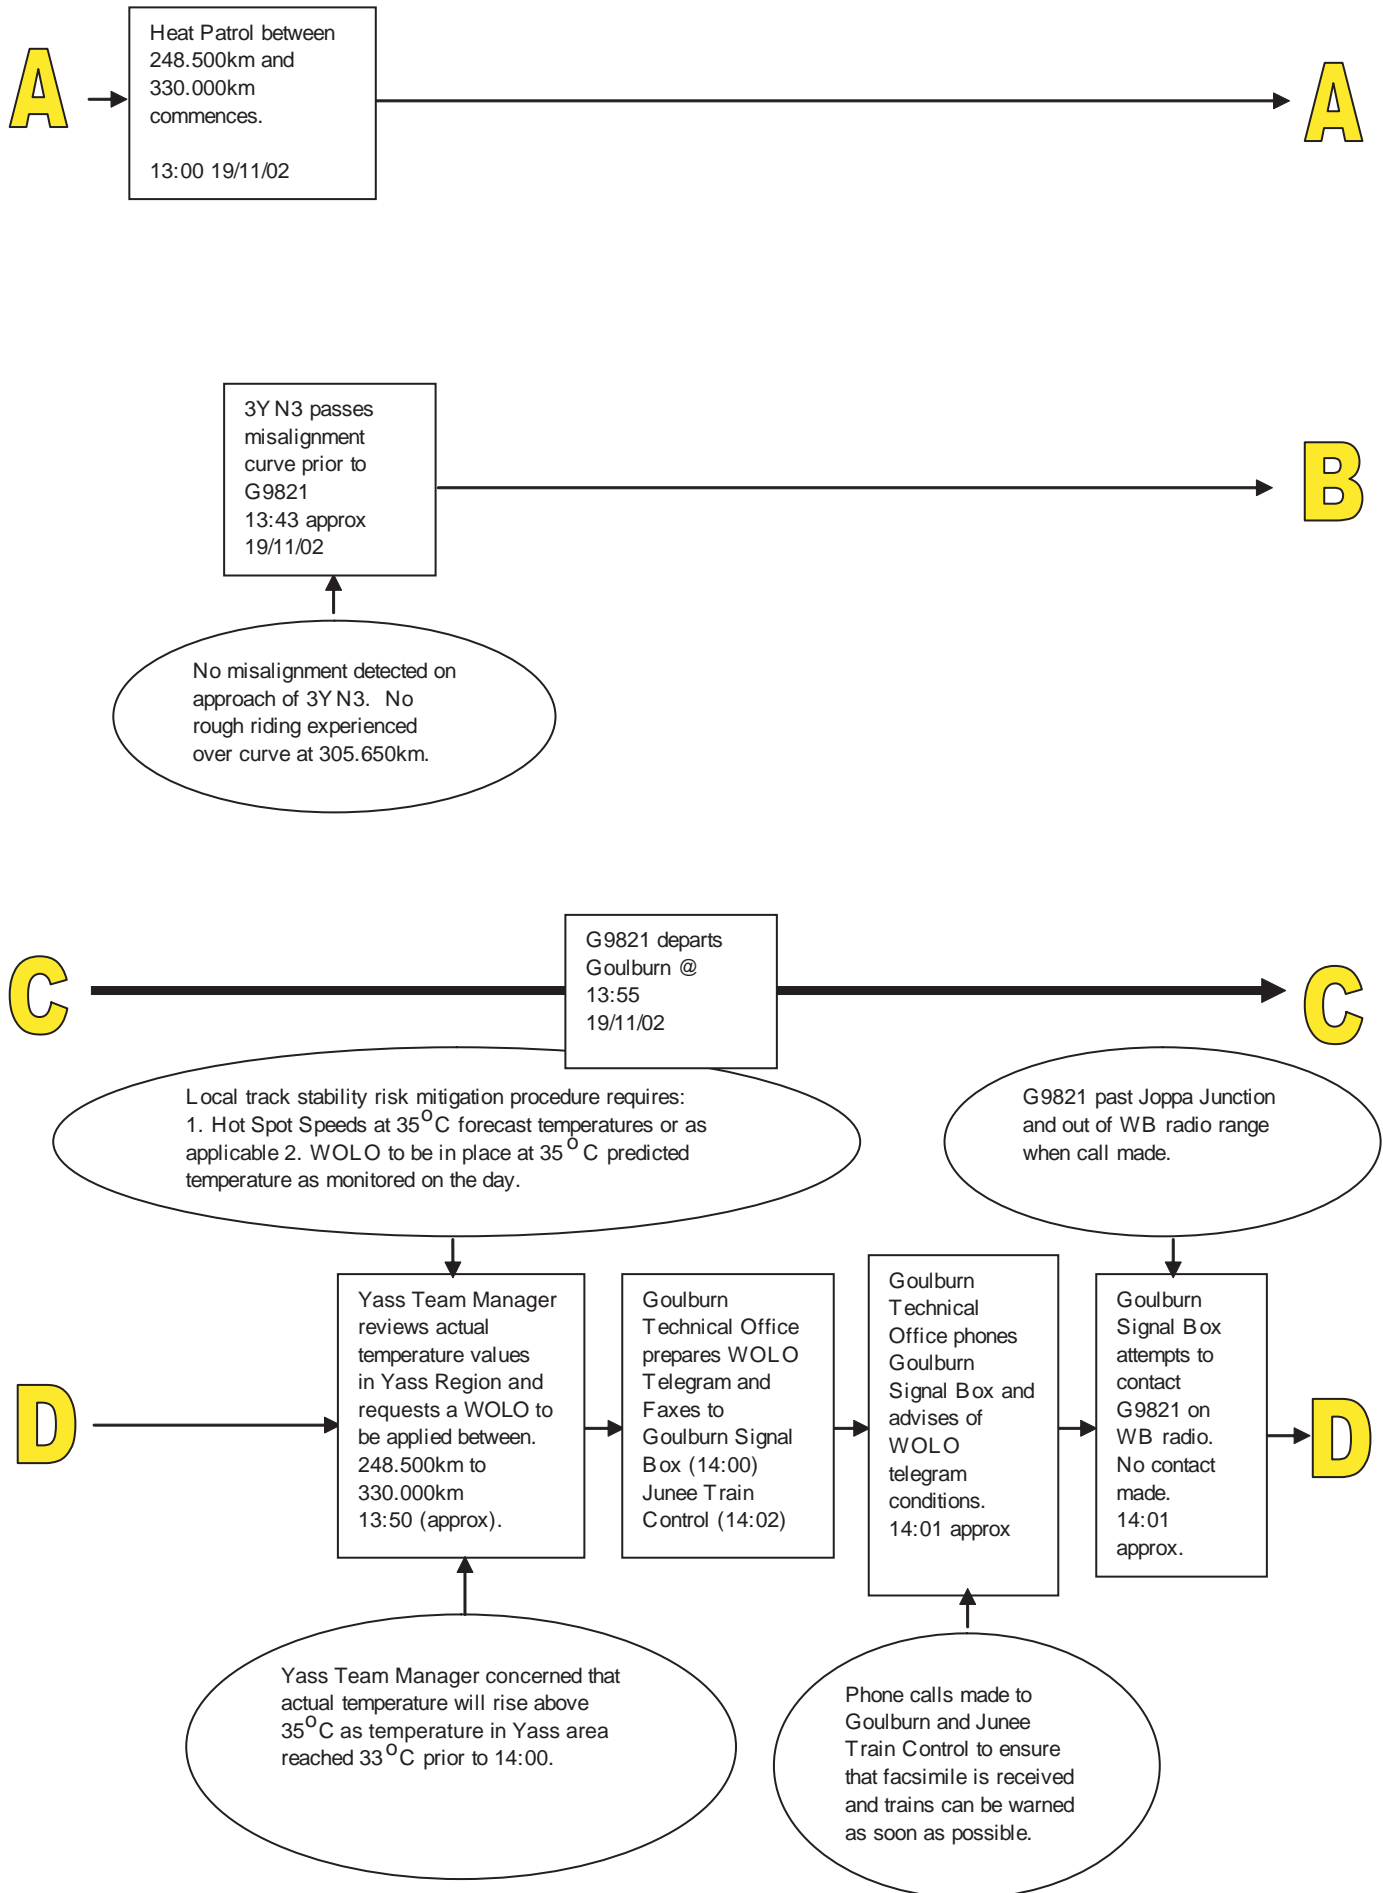 A
Heat Patrol between
248.500km and
330.000km
commences.
13:00 19/11/02
A
3YN3 passes
misalignment
curve prior to
G9821
13:43 approx
19/11/02
B
No misalignment detected on
approach of 3YN3. No
rough riding experienced
over curve at 305.650km.
C
G9821 departs
Goulburn @
13:55
19/11/02
C
Local track stability risk mitigation procedure requires:
1. Hot Spot Speeds at 35°C forecast temperatures or as
applicable 2. WOLO to be in place at 35°C predicted
temperature as monitored on the day.
G9821 past Joppa Junction
and out of WB radio range
when call made.
D
Yass Team Manager
reviews actual
temperature values
in Yass Region and
requests a WOLO to
be applied between.
248.500km to
330.000km
13:50 (approx).
Goulburn
Technical Office
prepares WOLO
Telegram and
Faxes to
Goulburn Signal
Box (14:00)
Junee Train
Control (14:02)
Goulburn
Technical
Office phones
Goulburn
Signal Box and
advises of
WOLO
telegram
conditions.
14:01 approx
Goulburn
Signal Box
attempts to
contact
G9821 on
WB radio.
No contact
made.
14:01
approx.
D
Yass Team Manager concerned that
actual temperature will rise above
35°C as temperature in Yass area
reached 33°C prior to 14:00.
Phone calls made to
Goulburn and Junee
Train Control to ensure
that facsimile is received
and trains can be warned
as soon as possible.